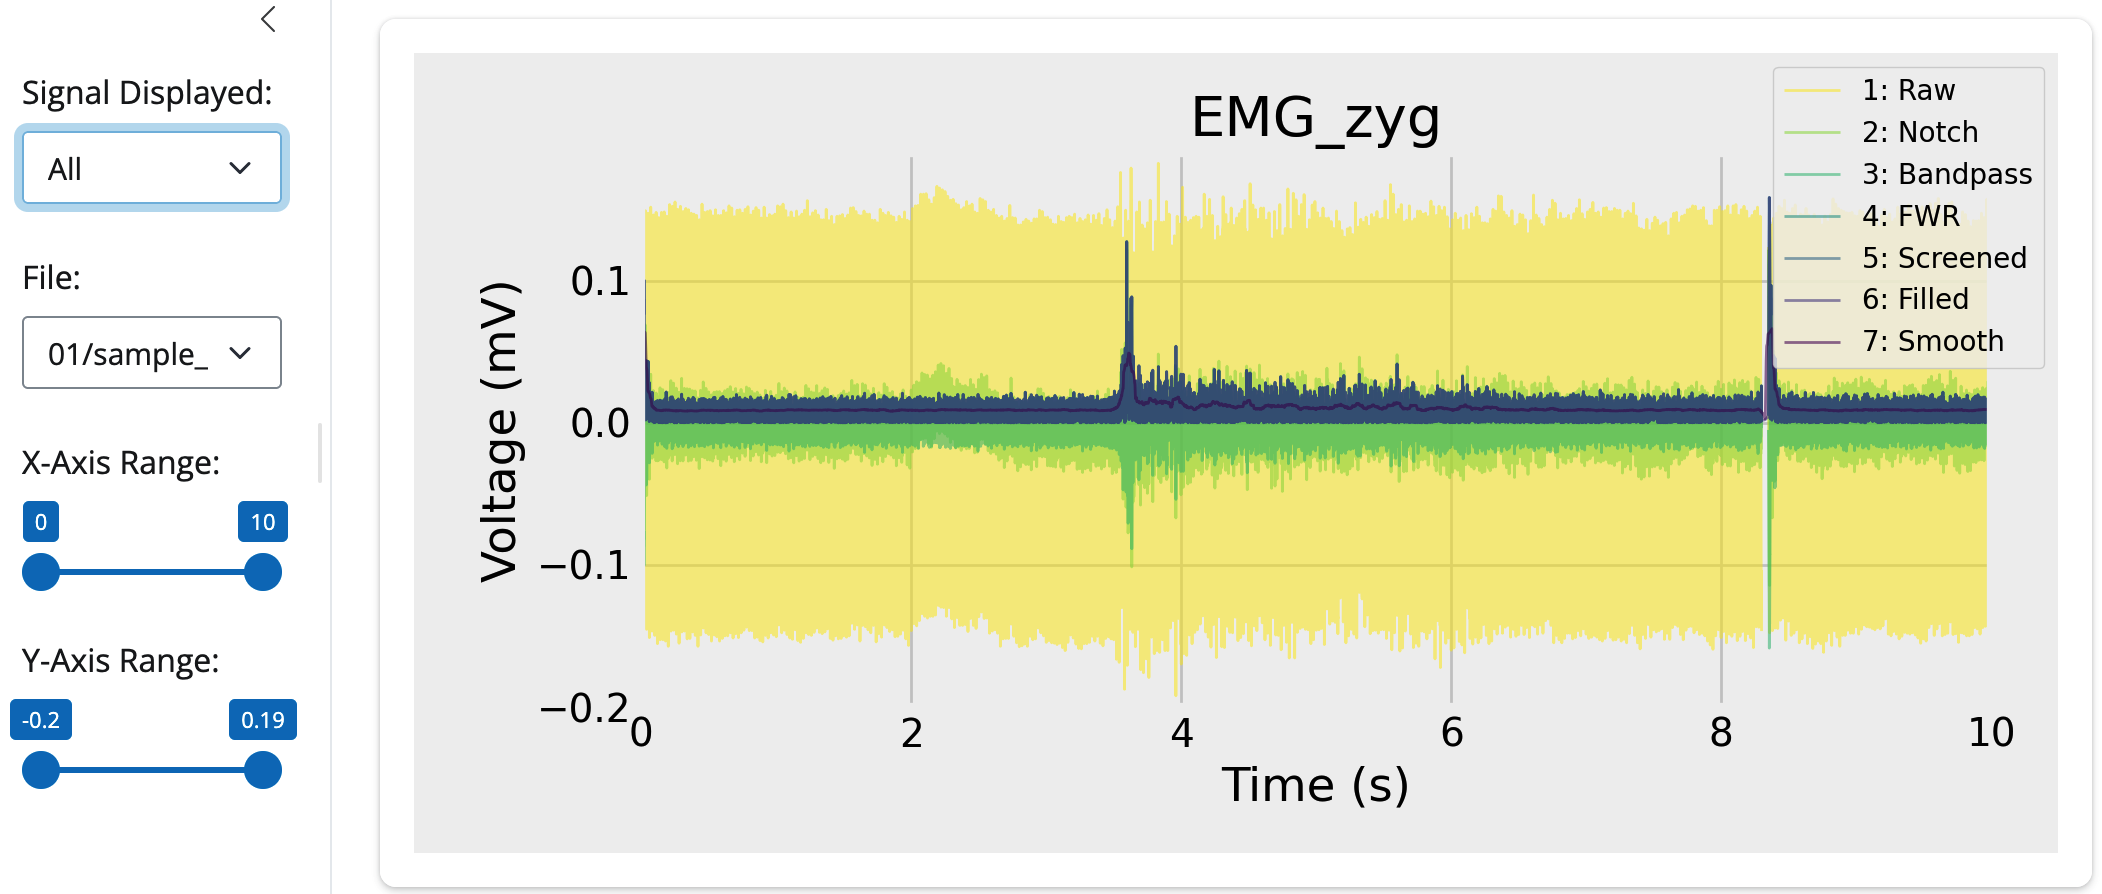 Signal Displayed:
All
File:
01/sample_
X-Axis Range:
0 10
Y-Axis Range:
-0.2 0.19
EMG_zyg
1: Raw
2: Notch
3: Bandpass
4: FWR
5: Screened
6: Filled
7: Smooth
Voltage (mV)
0.1
0.0
−0.1
−0.2
0 2 4 6 8 10
Time (s)